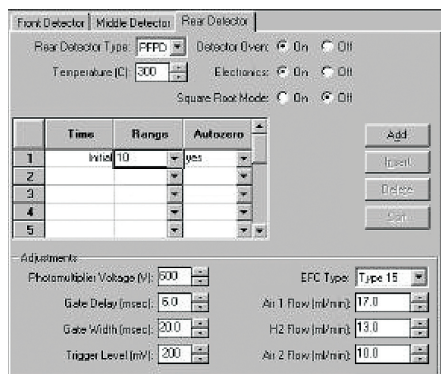 Front Detector Middle Detector Rear Detector
Rear Detector Type: PFPD Detector Oven: On Off
Temperature (C): 300 Electronics: On Off
Square Root Mode: On Off
Time Range Autozero
Add
1 Initial 10 yes
Insert
2
3
Delete
4
Sort
5
Adjustments
Photomultiplier Voltage (V): 500 EFC Type: Type 15
Gate Delay (msec): 6.0 Air 1 Flow (ml/min): 17.0
Gate Width (msec): 20.0 H2 Flow (ml/min): 13.0
Trigger Level (mV): 200 Air 2 Flow (ml/min): 10.0